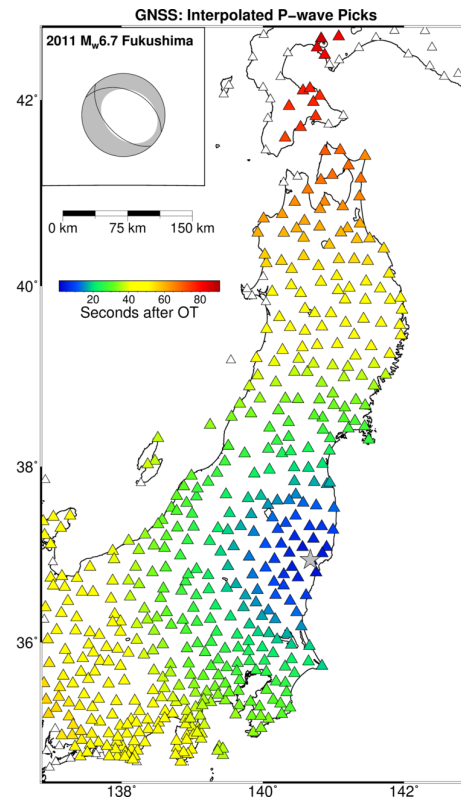 GNSS: Interpolated P-wave Picks
2011 Mw6.7 Fukushima
42°
0 km 75 km 150 km
40°
20 40 60 80
Seconds after OT
38°
36°
138° 140° 142°